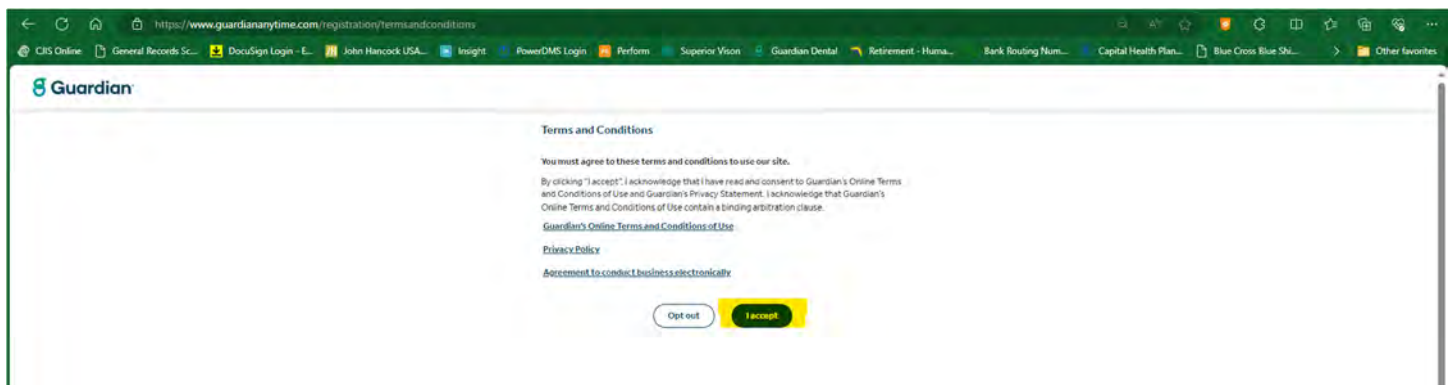 https://www.guardiananytime.com/registration/termsandconditions
CJIS Online General Records Sc... DocuSign Login - E... John Hancock USA... Insight PowerDMS Login Perform Superior Vison Guardian Dental Retirement - Huma... Bank Routing Num... Capital Health Plan... Blue Cross Blue Shi... Other favorites
Guardian
Terms and Conditions
You must agree to these terms and conditions to use our site.
By clicking "I accept", I acknowledge that I have read and consent to Guardian's Online Terms
and Conditions of Use and Guardian's Privacy Statement. I acknowledge that Guardian's
Online Terms and Conditions of Use contain a binding arbitration clause.
Guardian's Online Terms and Conditions of Use
Privacy Policy
Agreement to conduct business electronically
Opt out I accept